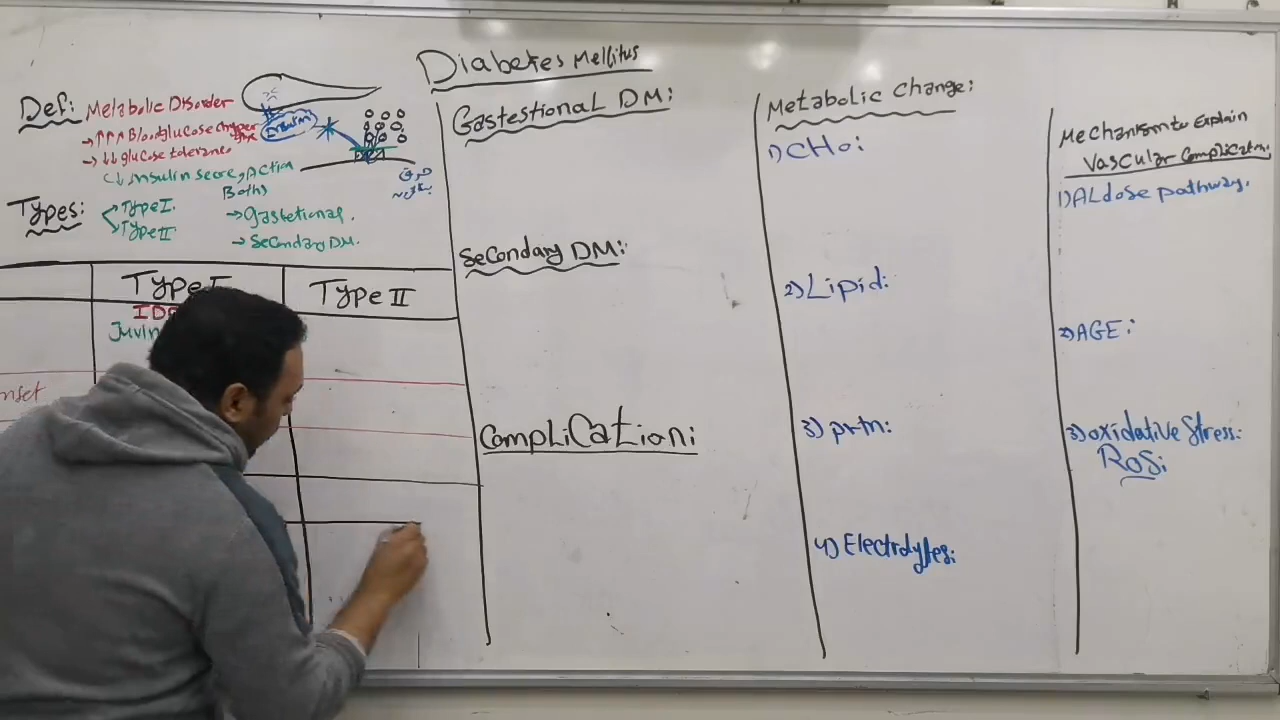 Diabetes Mellitus
Def: Metabolic Disorder
→ ↑↑↑ Blood glucose
→ ↓↓ glucose tolerance
↓ insulin secre, Action
Both
Insulin
Types:
Type I.
Type II
→ Gastetional.
→ Secondary DM.
Type I
Type II
Juvin
nset
Gastestional DM:
Secondary DM:
Complication:
Metabolic Change:
1) CHo:
2) Lipid:
3) prtn:
4) Electrolytes:
Mechanism to Explain
Vascular Complication.
1) ALdose pathway.
2) AGE:
3) oxidative Stress:
ROS: